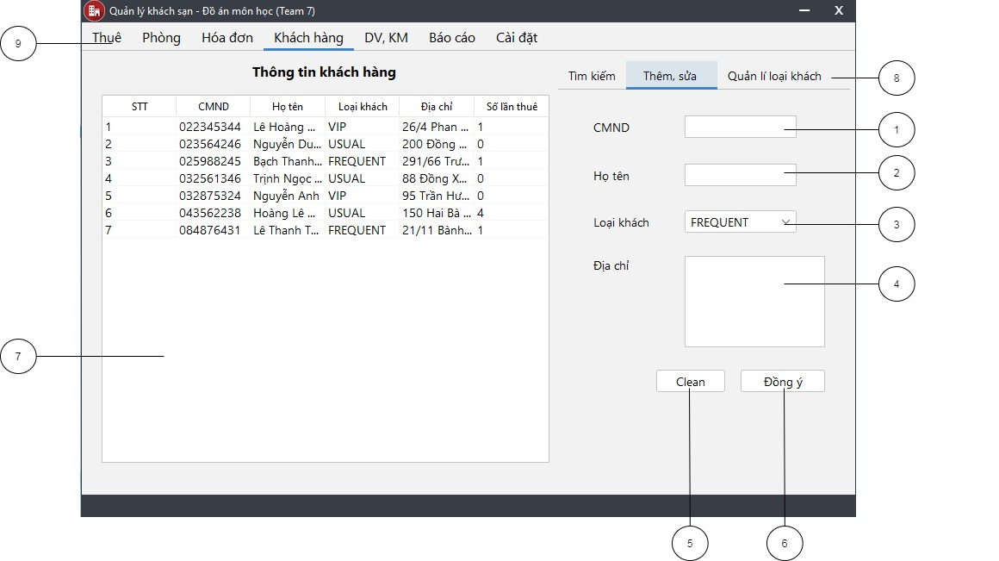 Quản lý khách sạn - Đồ án môn học (Team 7)
X
Thuê Phòng Hóa đơn Khách hàng DV, KM Báo cáo Cài đặt
9
Thông tin khách hàng
Tìm kiếm Thêm, sửa Quản lí loại khách
8
STT CMND Họ tên Loại khách Địa chỉ Số lần thuê
1 022345344 Lê Hoàng ... VIP 26/4 Phan ... 1
2 023564246 Nguyễn Du... USUAL 200 Đồng ... 0
3 025988245 Bạch Thanh... FREQUENT 291/66 Trư... 1
4 032561346 Trịnh Ngọc ... USUAL 88 Đồng X... 0
5 032875324 Nguyễn Anh VIP 95 Trần Hư... 0
6 043562238 Hoàng Lê ... USUAL 150 Hai Bà ... 4
7 084876431 Lê Thanh T... FREQUENT 21/11 Bành... 1
CMND
1
Họ tên
2
Loại khách FREQUENT
3
Địa chỉ
4
7
Clean Đồng ý
5 6